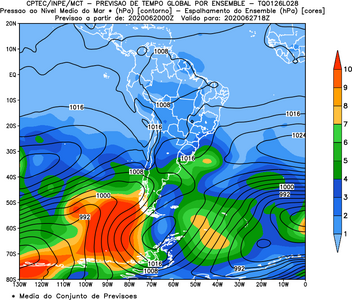 CPTEC/INPE/MCT - PREVISAO DE TEMPO GLOBAL POR ENSEMBLE - TQ0126L028
Pressao ao Nivel Medio do Mar * (hPa) [contorno] - Espalhamento do Ensemble (hPa) [cores]
Previsao a partir de: 2020062000Z Valido para: 2020062718Z
20N
10N
EQ
10S
20S
30S
40S
50S
60S
70S
80S
130W 120W 110W 100W 90W 80W 70W 60W 50W 40W 30W 20W 10W 0
1008
1008
1016
1016
1016
1024
1016
1008
1000
992
1000
992
1016
1008
992
10
9
8
7
6
5
4
3
2
1
* Media do Conjunto de Previsoes